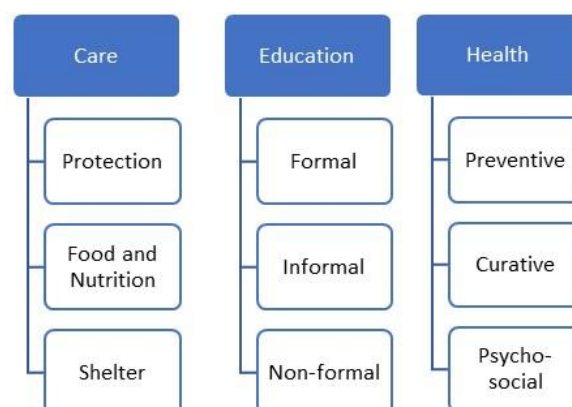 Care
Protection
Food and
Nutrition
Shelter
Education
Formal
Informal
Non-formal
Health
Preventive
Curative
Psycho-
social